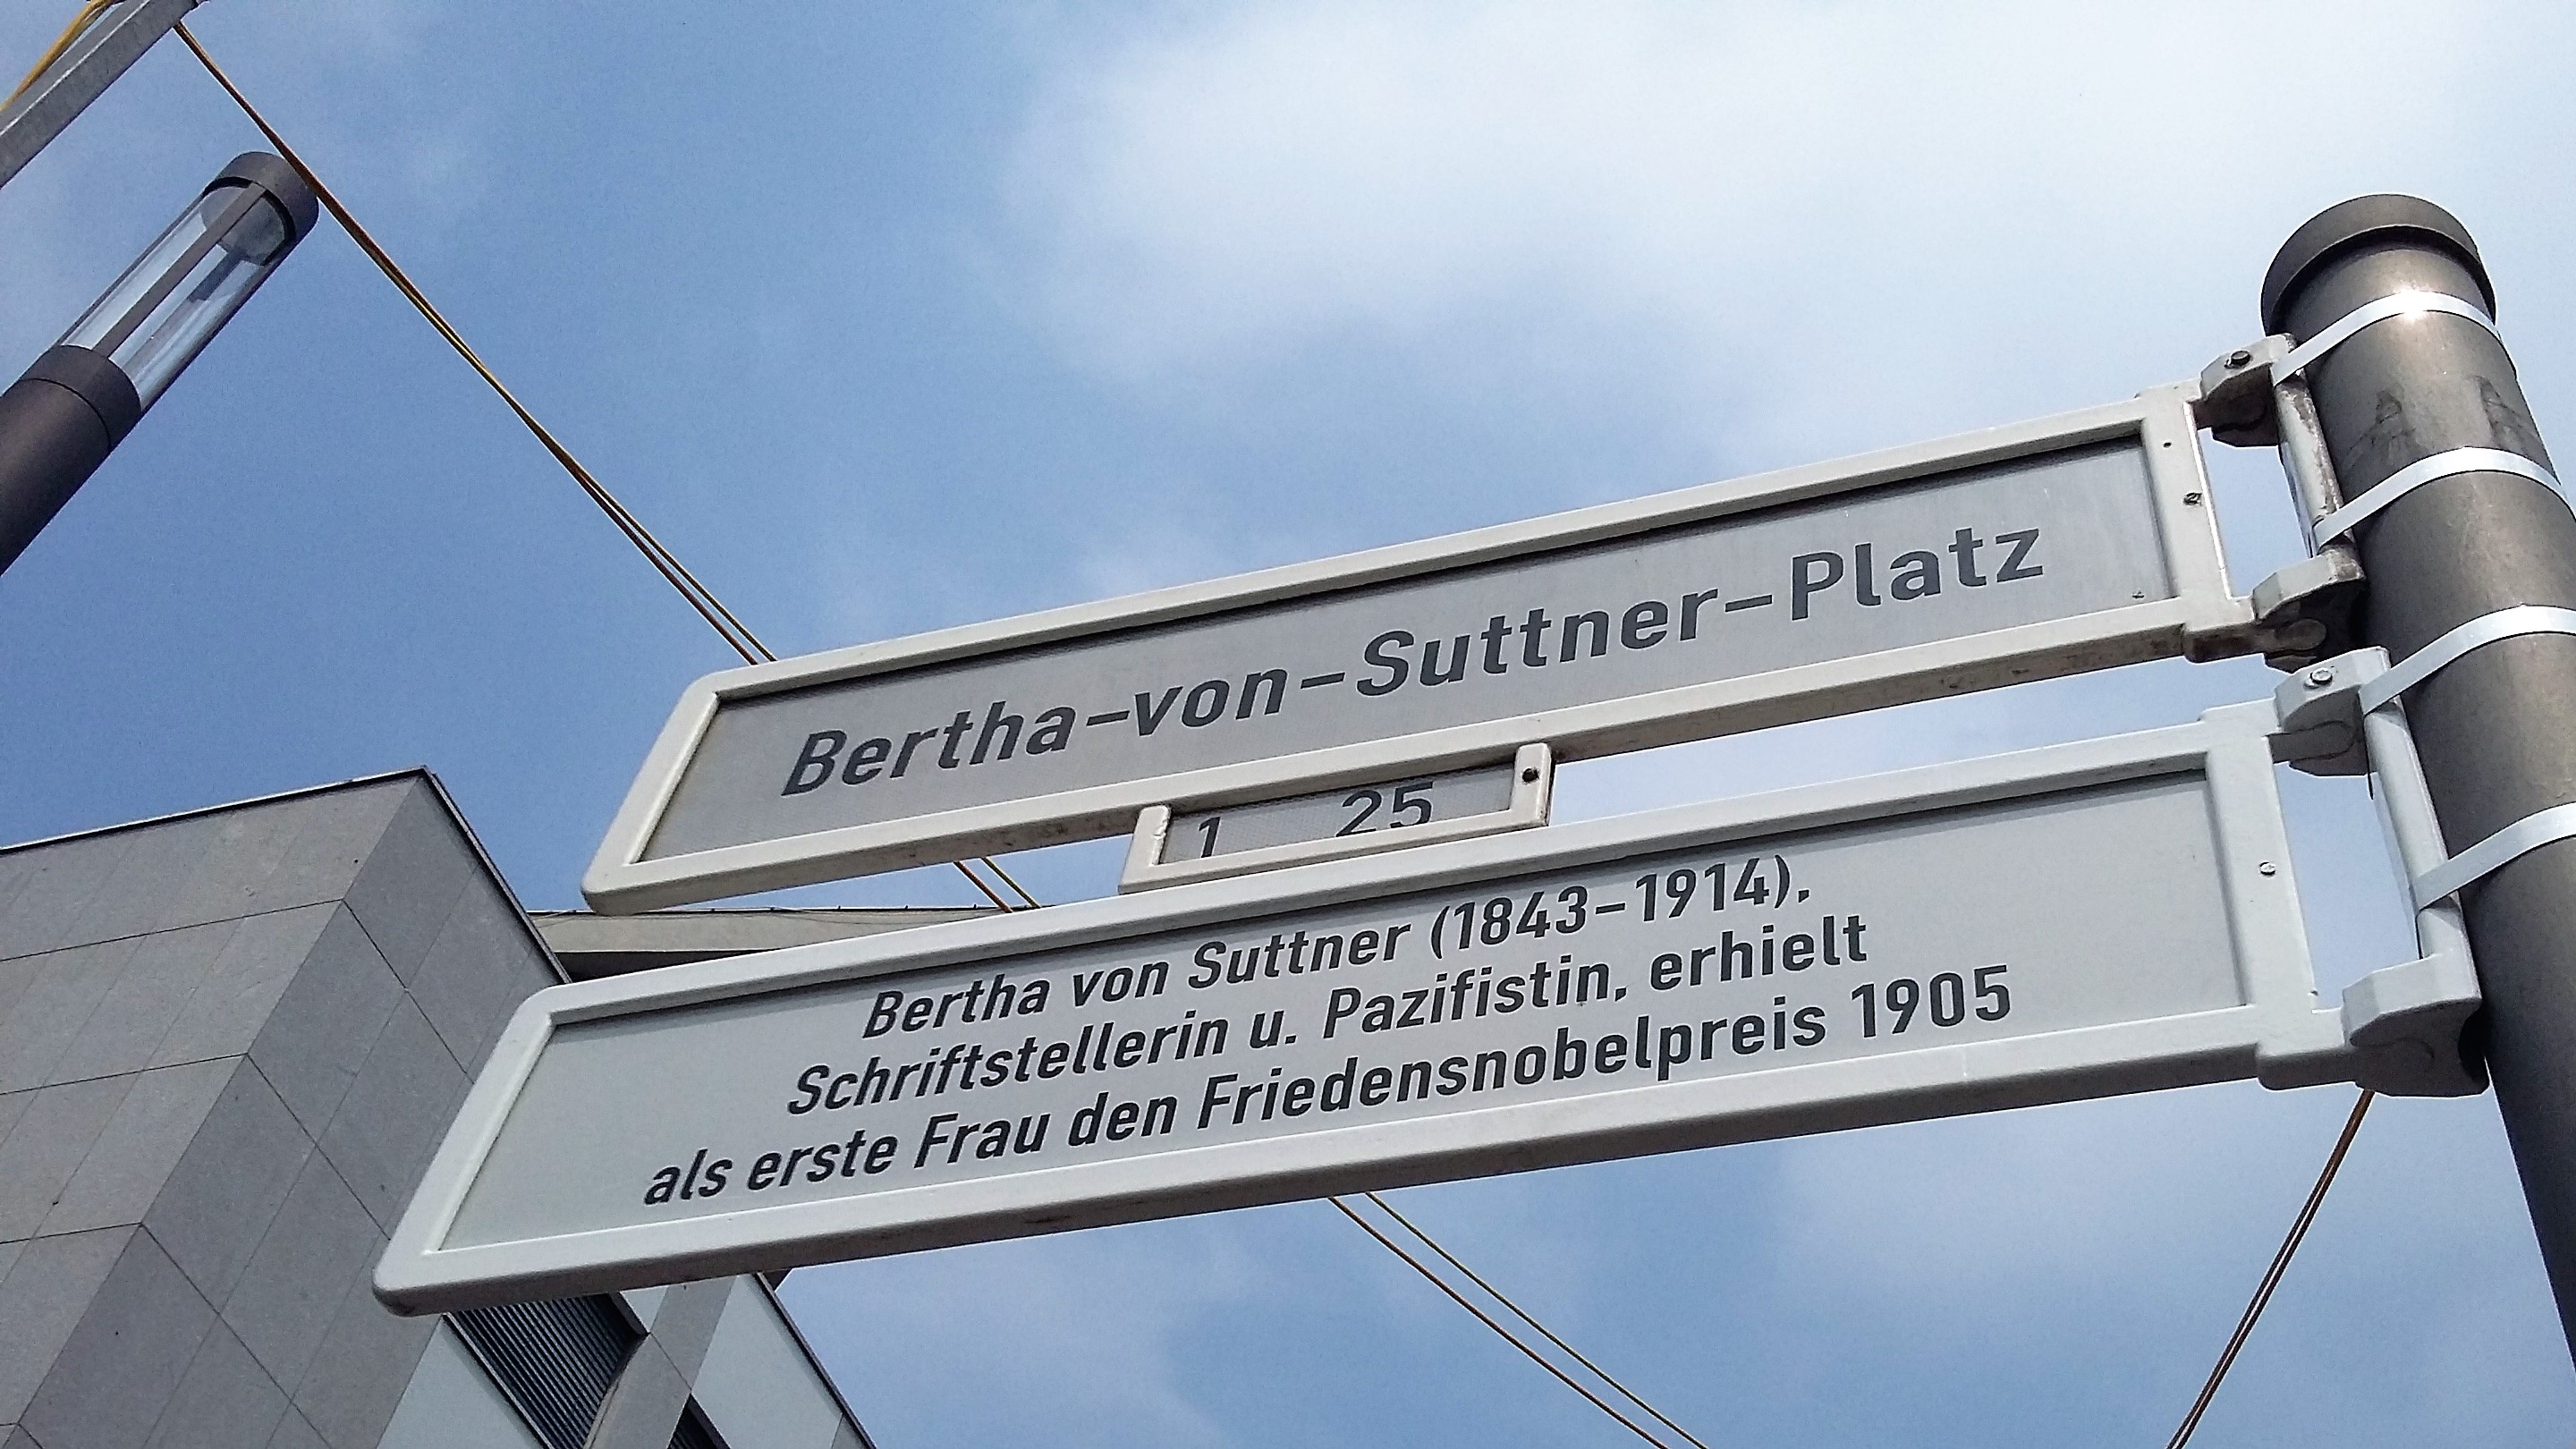 Bertha-von-Suttner-Platz
1 25
Bertha von Suttner (1843-1914),
Schriftstellerin u. Pazifistin, erhielt
als erste Frau den Friedensnobelpreis 1905